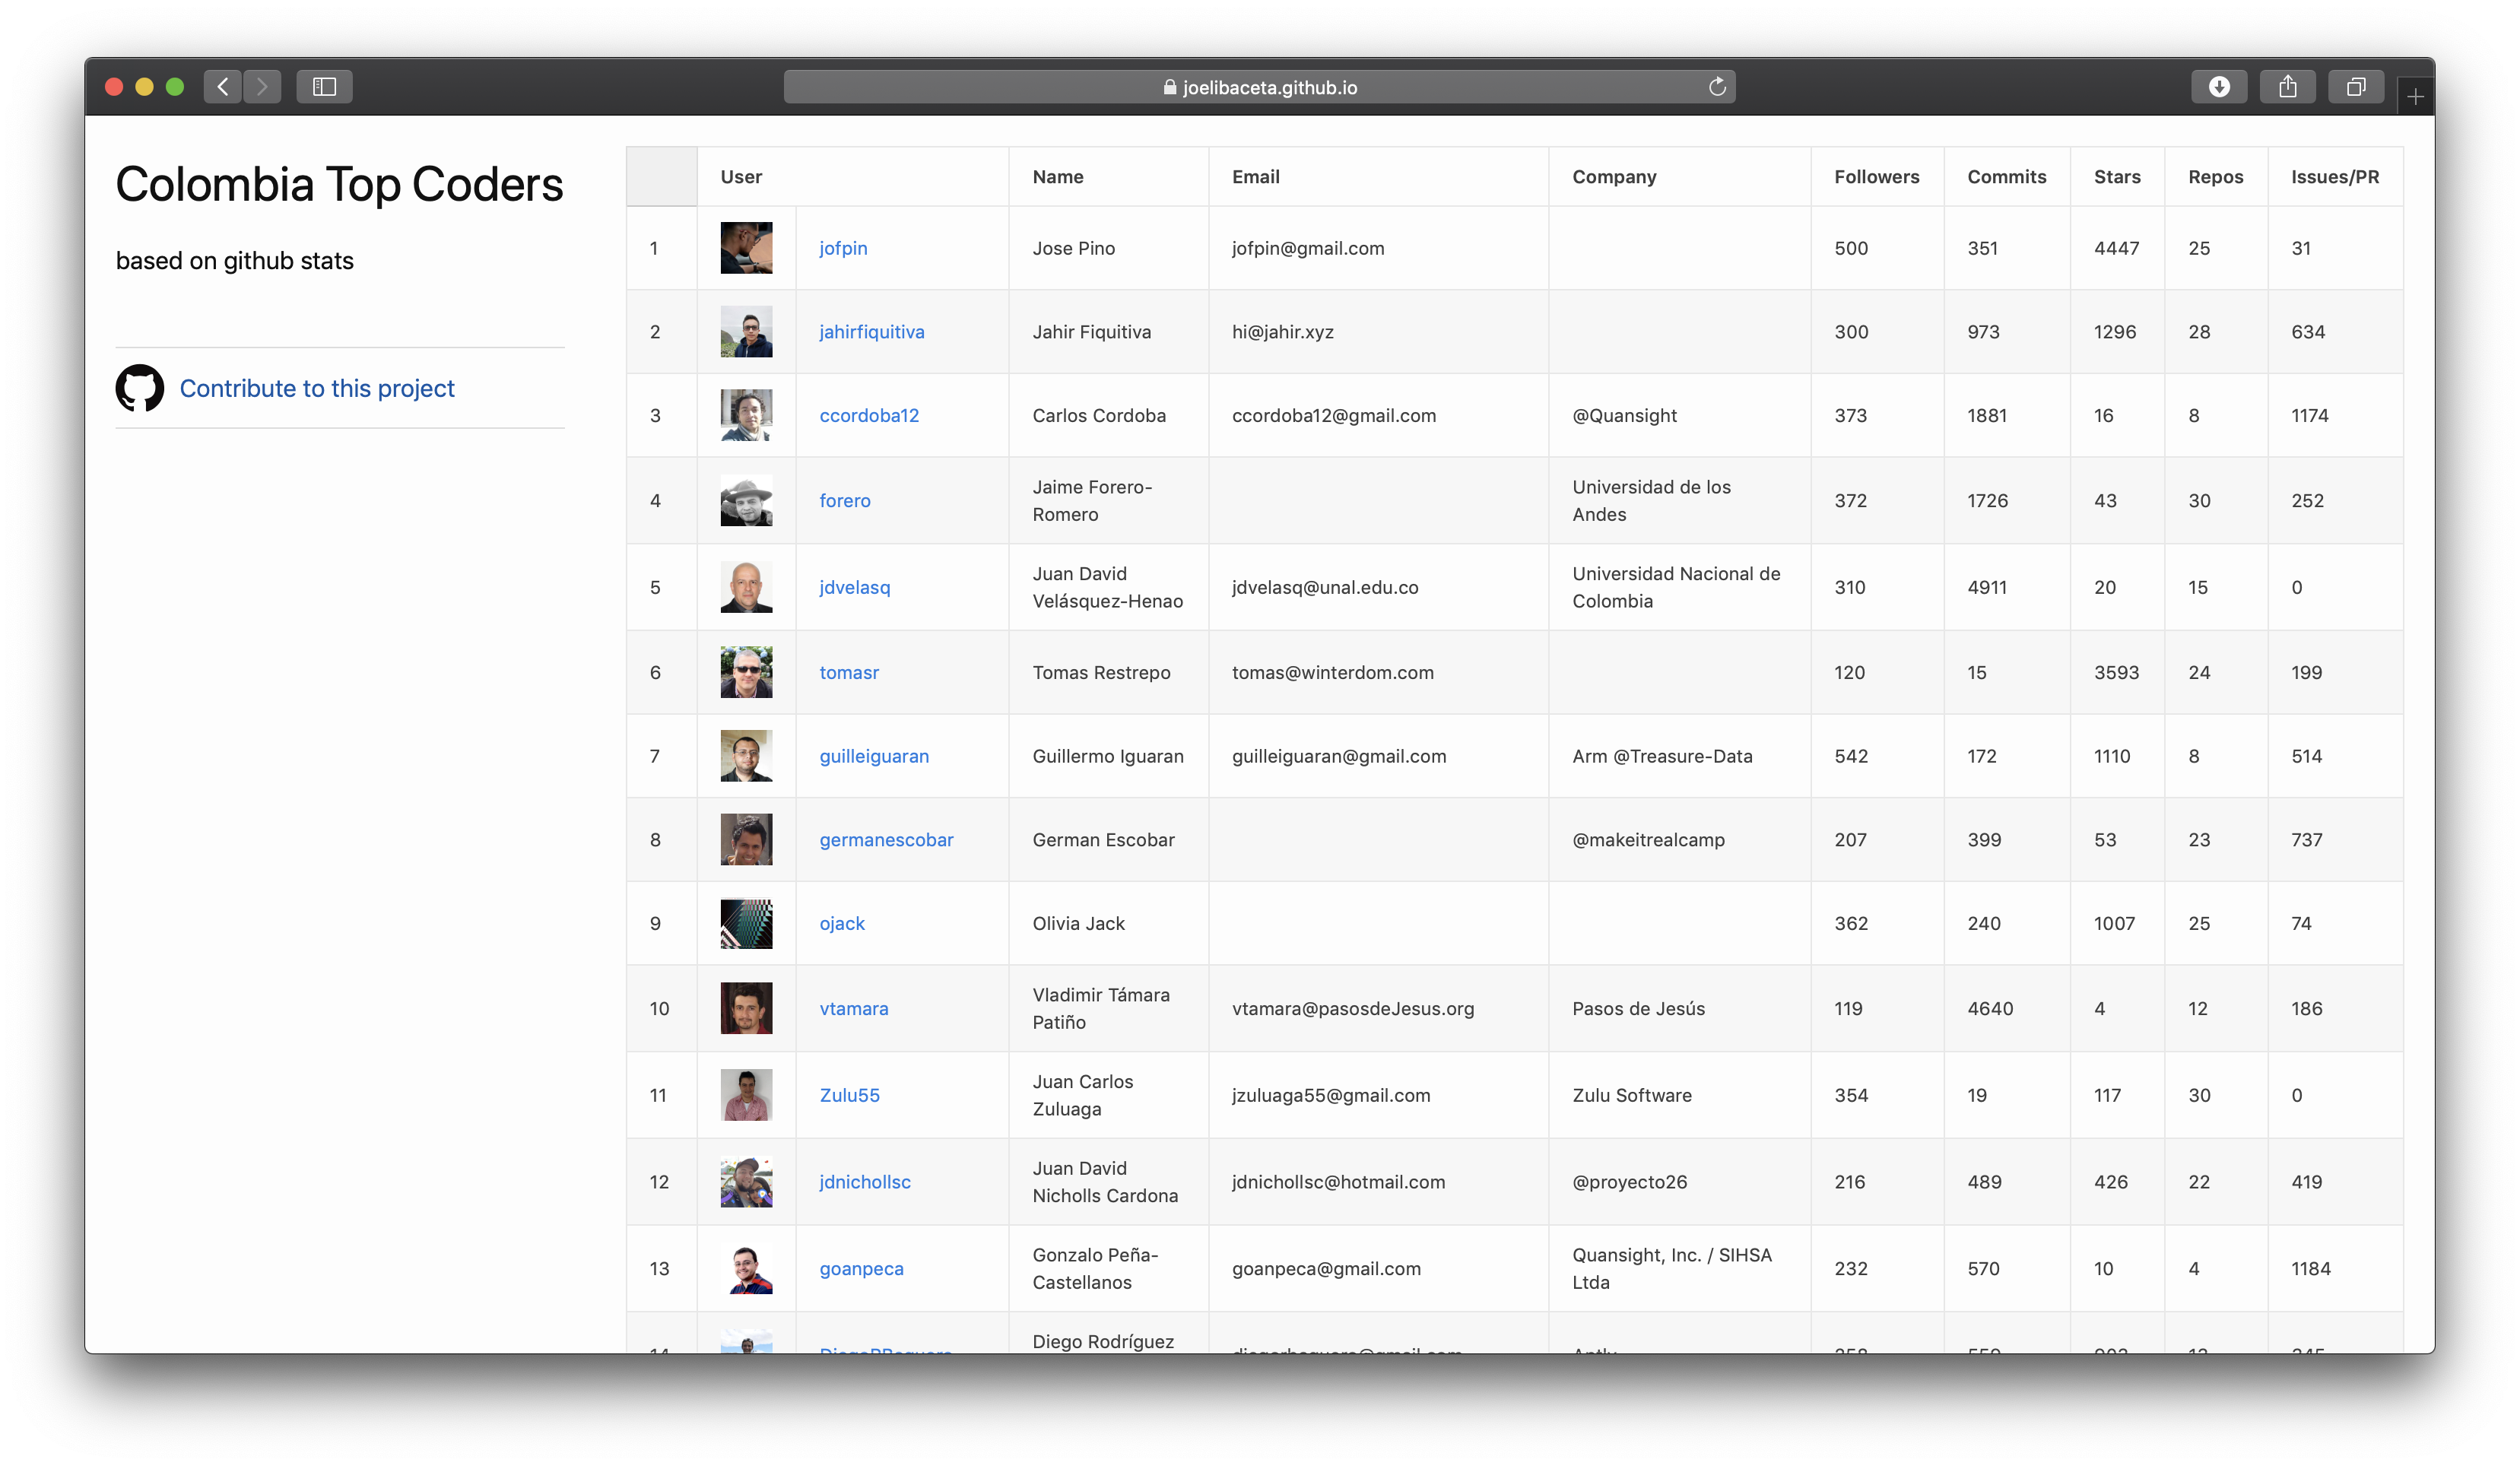 joelibaceta.github.io
Colombia Top Coders
based on github stats
Contribute to this project
User Name Email Company Followers Commits Stars Repos Issues/PR
1 jofpin Jose Pino jofpin@gmail.com 500 351 4447 25 31
2 jahirfiquitiva Jahir Fiquitiva hi@jahir.xyz 300 973 1296 28 634
3 ccordoba12 Carlos Cordoba ccordoba12@gmail.com @Quansight 373 1881 16 8 1174
4 forero Jaime Forero-
Romero Universidad de los
Andes 372 1726 43 30 252
5 jdvelasq Juan David
Velásquez-Henao jdvelasq@unal.edu.co Universidad Nacional de
Colombia 310 4911 20 15 0
6 tomasr Tomas Restrepo tomas@winterdom.com 120 15 3593 24 199
7 guilleiguaran Guillermo Iguaran guilleiguaran@gmail.com Arm @Treasure-Data 542 172 1110 8 514
8 germanescobar German Escobar @makeitrealcamp 207 399 53 23 737
9 ojack Olivia Jack 362 240 1007 25 74
10 vtamara Vladimir Támara
Patiño vtamara@pasosdeJesus.org Pasos de Jesús 119 4640 4 12 186
11 Zulu55 Juan Carlos
Zuluaga jzuluaga55@gmail.com Zulu Software 354 19 117 30 0
12 jdnichollsc Juan David
Nicholls Cardona jdnichollsc@hotmail.com @proyecto26 216 489 426 22 419
13 goanpeca Gonzalo Peña-
Castellanos goanpeca@gmail.com Quansight, Inc. / SIHSA
Ltda 232 570 10 4 1184
14 Diego Rodríguez